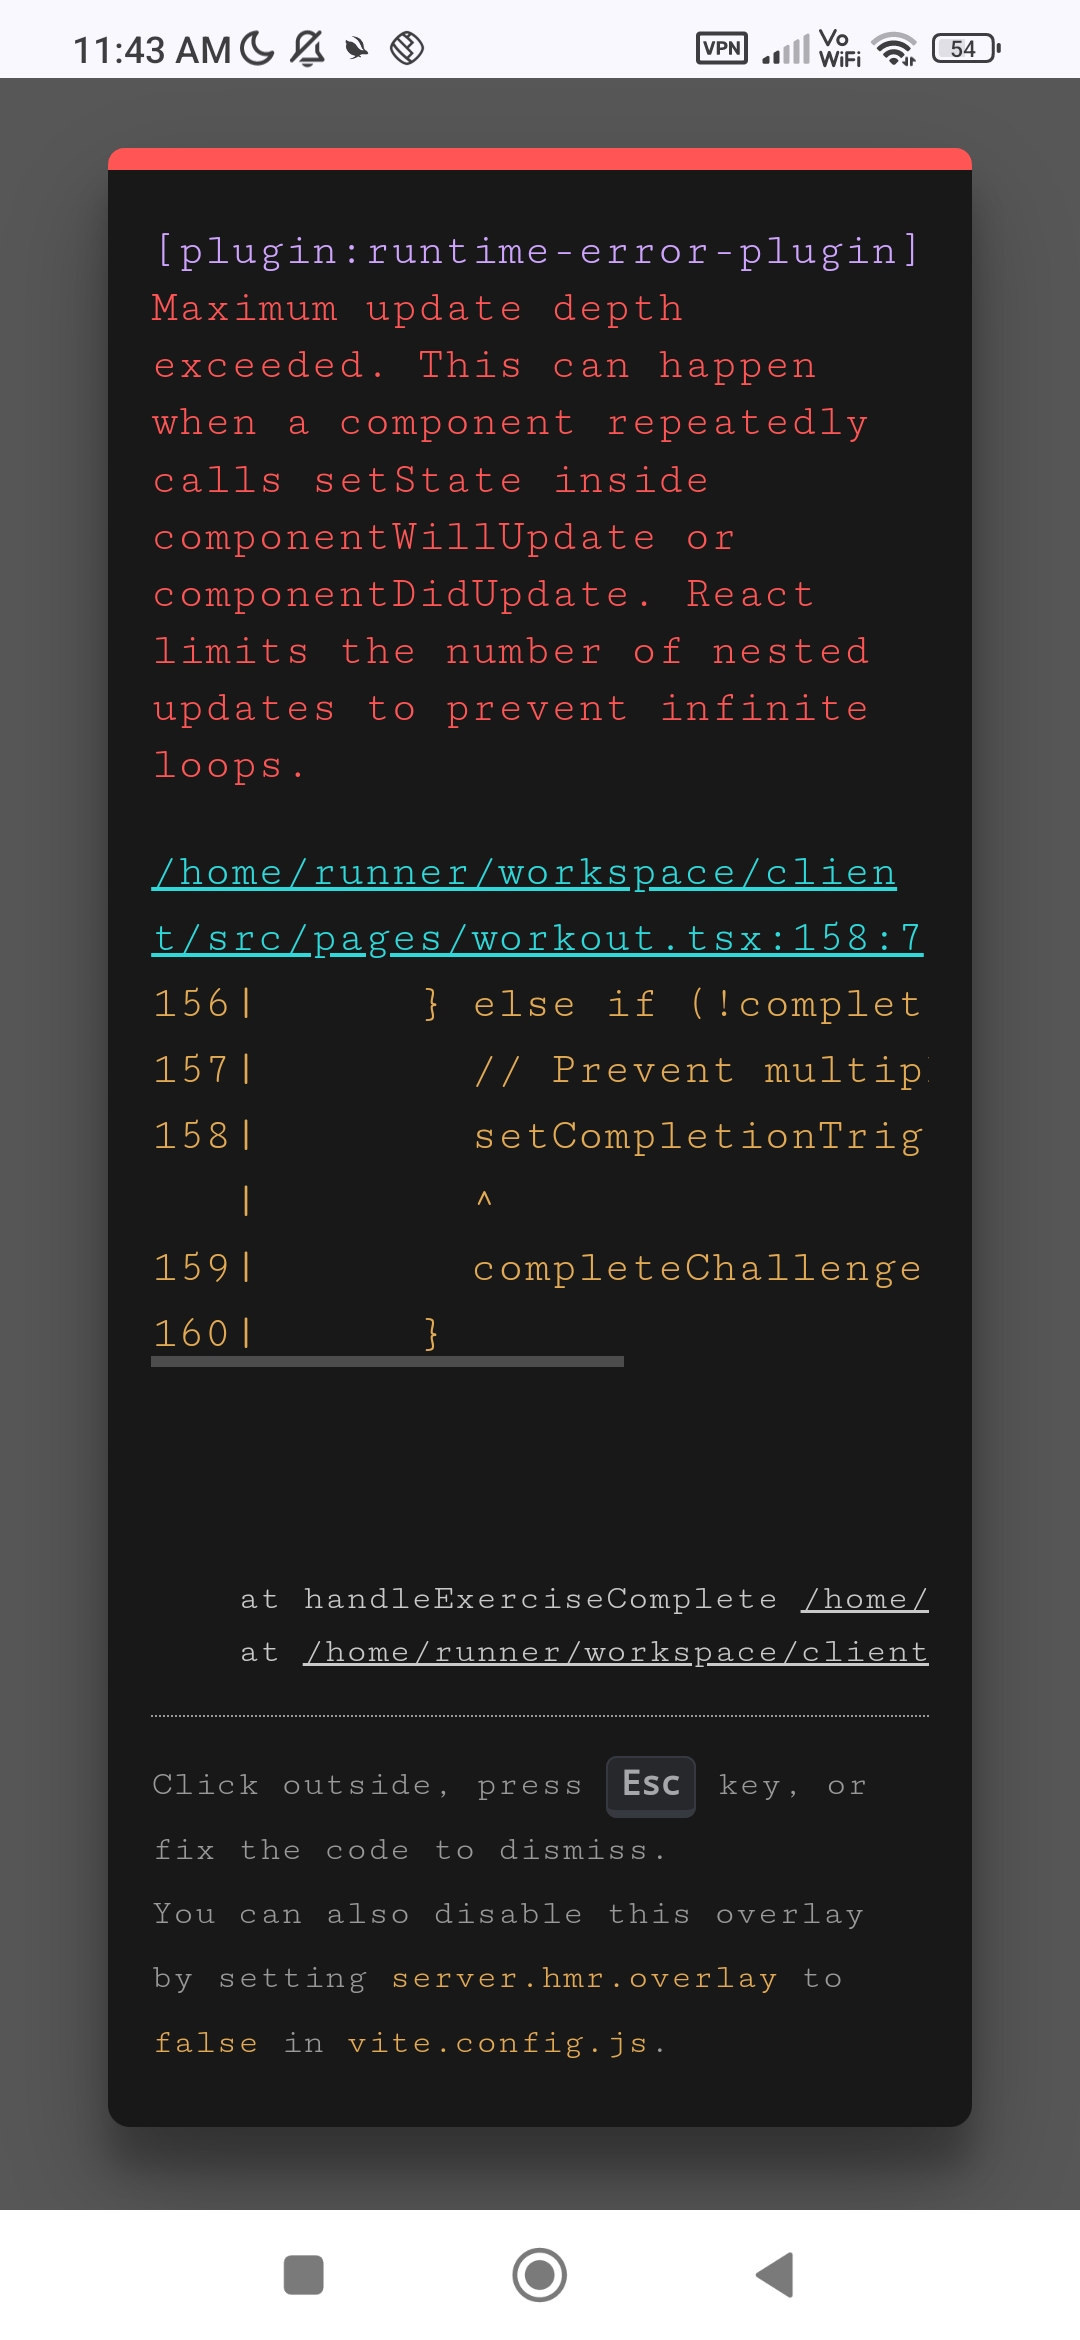 11:43 AM VPN Vo WiFi 54
[plugin:runtime-error-plugin]
Maximum update depth
exceeded. This can happen
when a component repeatedly
calls setState inside
componentWillUpdate or
componentDidUpdate. React
limits the number of nested
updates to prevent infinite
loops.
/home/runner/workspace/clien
t/src/pages/workout.tsx:158:7
156|      } else if (!complet
157|        // Prevent multip
158|        setCompletionTrig
   |        ^
159|        completeChallenge
160|      }
at handleExerciseComplete /home/
at /home/runner/workspace/client
Click outside, press Esc key, or
fix the code to dismiss.
You can also disable this overlay
by setting server.hmr.overlay to
false in vite.config.js.